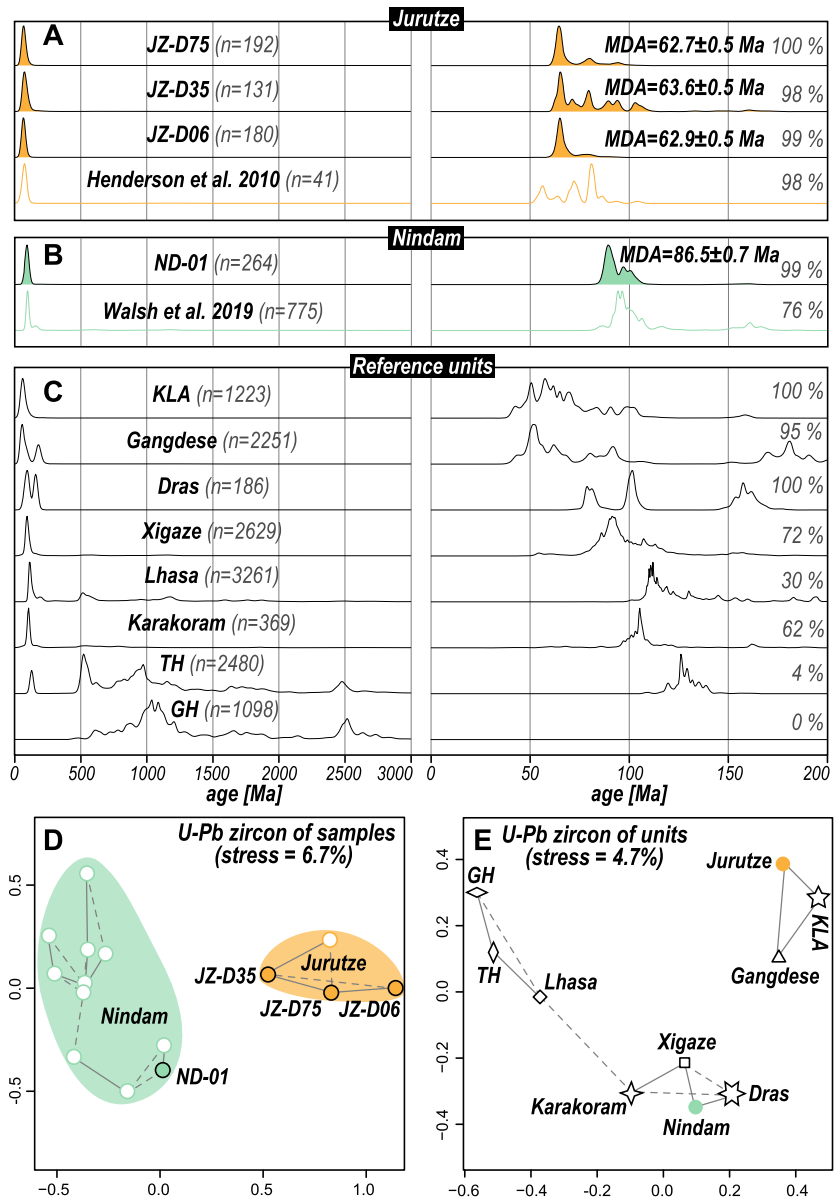 Jurutze
A
JZ-D75 (n=192)
MDA=62.7±0.5 Ma 100 %
JZ-D35 (n=131)
MDA=63.6±0.5 Ma 98 %
JZ-D06 (n=180)
MDA=62.9±0.5 Ma 99 %
Henderson et al. 2010 (n=41)
98 %
Nindam
B
ND-01 (n=264)
MDA=86.5±0.7 Ma 99 %
Walsh et al. 2019 (n=775)
76 %
Reference units
C
KLA (n=1223)
100 %
Gangdese (n=2251)
95 %
Dras (n=186)
100 %
Xigaze (n=2629)
72 %
Lhasa (n=3261)
30 %
Karakoram (n=369)
62 %
TH (n=2480)
4 %
GH (n=1098)
0 %
0 500 1000 1500 2000 2500 3000
age [Ma]
0 50 100 150 200
age [Ma]
D
U-Pb zircon of samples
(stress = 6.7%)
0.5
0.0
−0.5
Jurutze
JZ-D35
JZ-D75
JZ-D06
Nindam
ND-01
−0.5 0.0 0.5 1.0
E
U-Pb zircon of units
(stress = 4.7%)
0.4
0.2
0.0
−0.2
−0.4
Jurutze
GH
KLA
TH
Gangdese
Lhasa
Xigaze
Karakoram
Dras
Nindam
−0.6 −0.4 −0.2 0.0 0.2 0.4